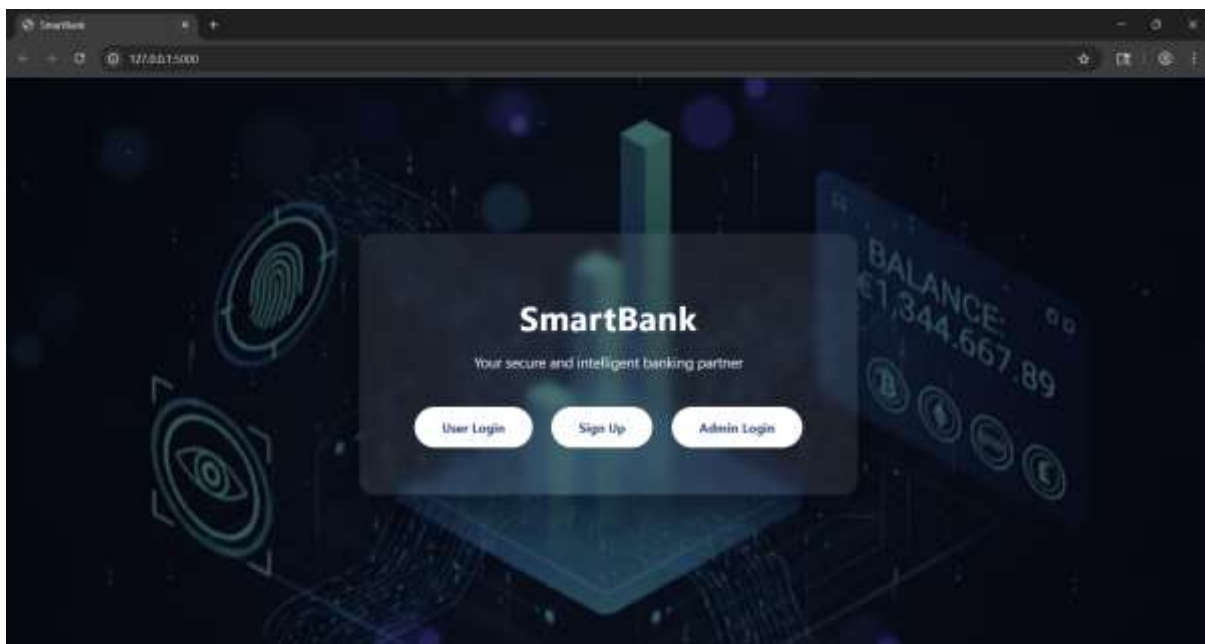 SmartBank
127.0.0.1:5000
SmartBank
Your secure and intelligent banking partner
User Login
Sign Up
Admin Login
BALANCE:
€1,344.667.89